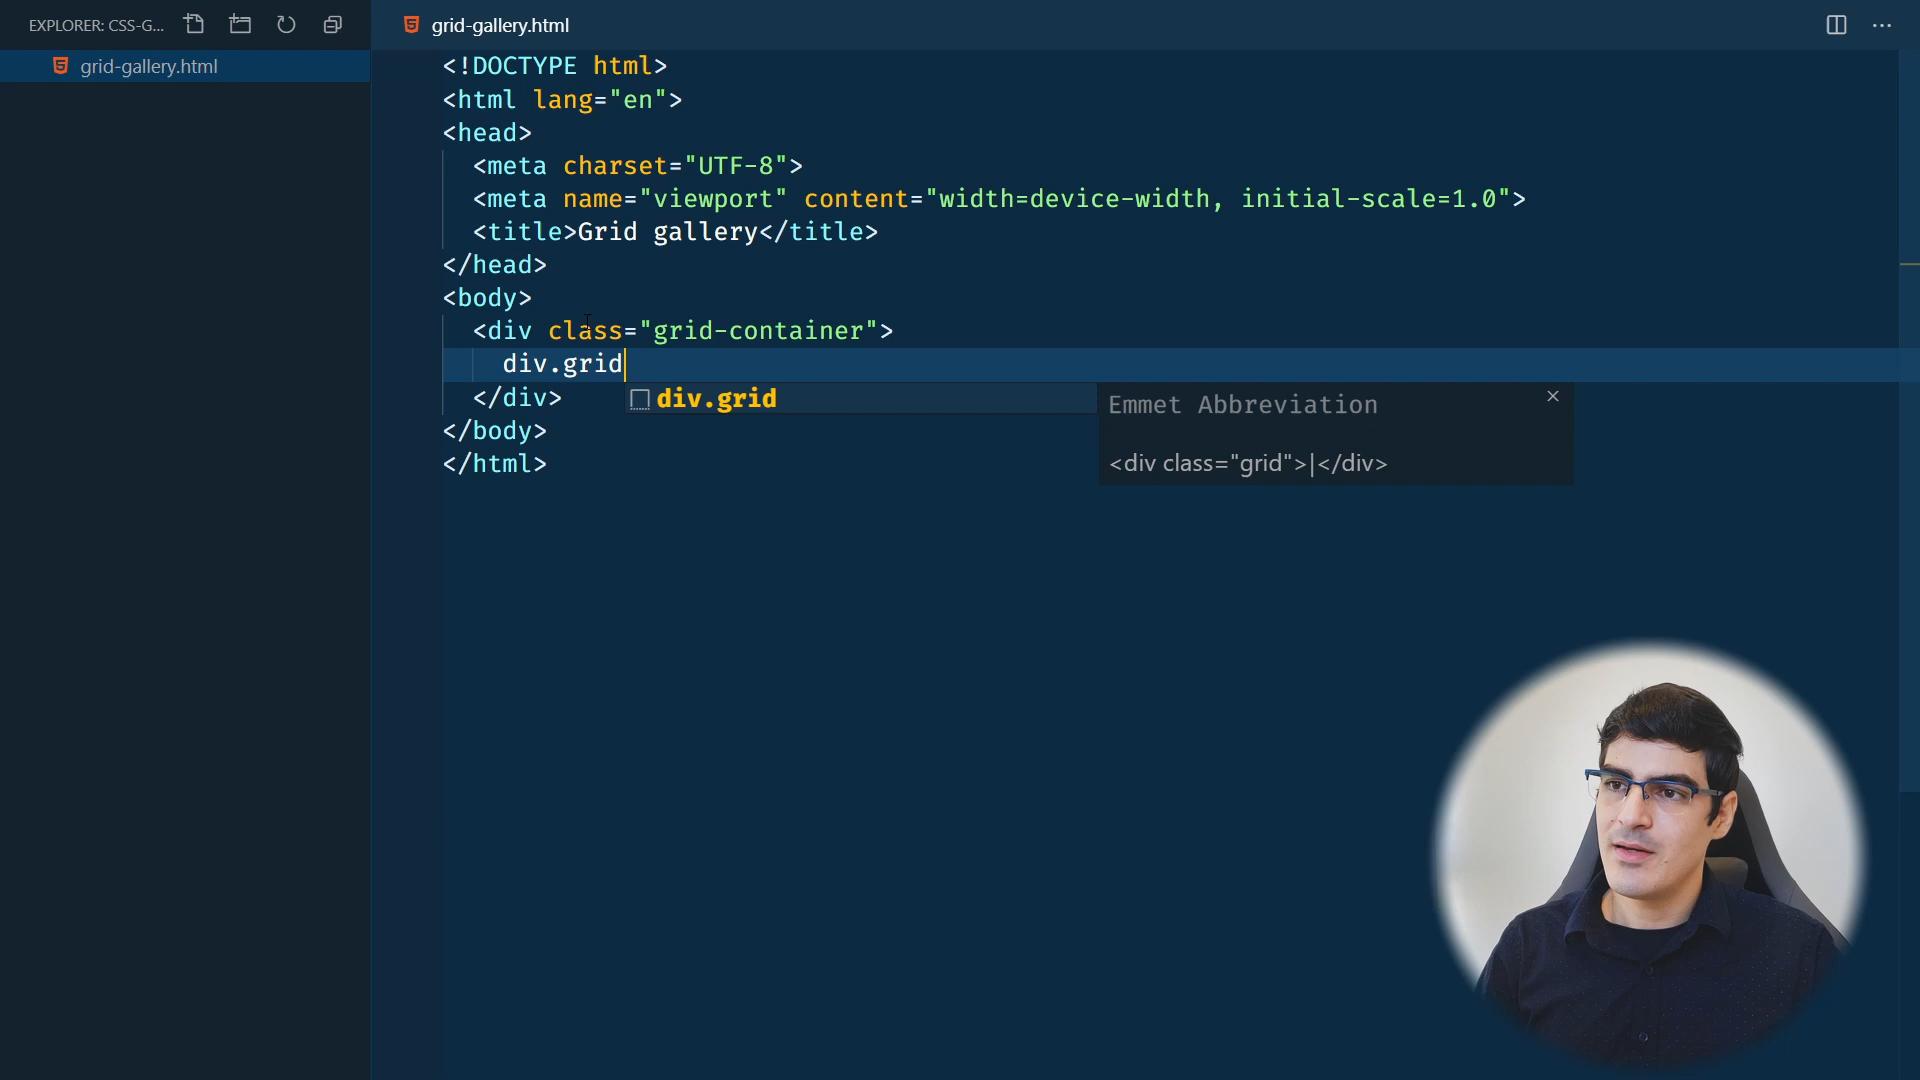 EXPLORER: CSS-G...
grid-gallery.html
grid-gallery.html
<!DOCTYPE html>
<html lang="en">
<head>
<meta charset="UTF-8">
<meta name="viewport" content="width=device-width, initial-scale=1.0">
<title>Grid gallery</title>
</head>
<body>
<div class="grid-container">
div.grid
</div>
</body>
</html>
div.grid
Emmet Abbreviation
<div class="grid">|</div>